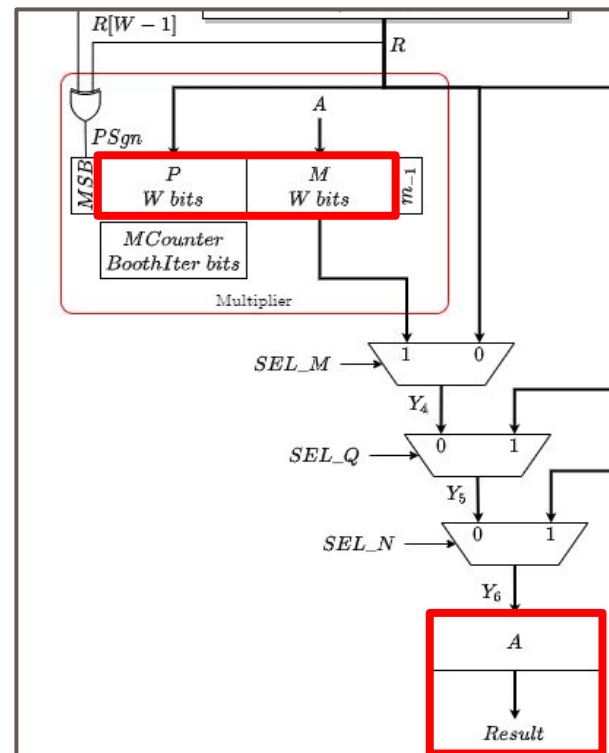 R[W − 1]
R
A
PSgn
MSB
P
W bits
M
W bits
m₋₁
MCounter
BoothIter bits
Multiplier
1
0
SEL_M
Y₄
0
1
SEL_Q
Y₅
0
1
SEL_N
Y₆
A
Result